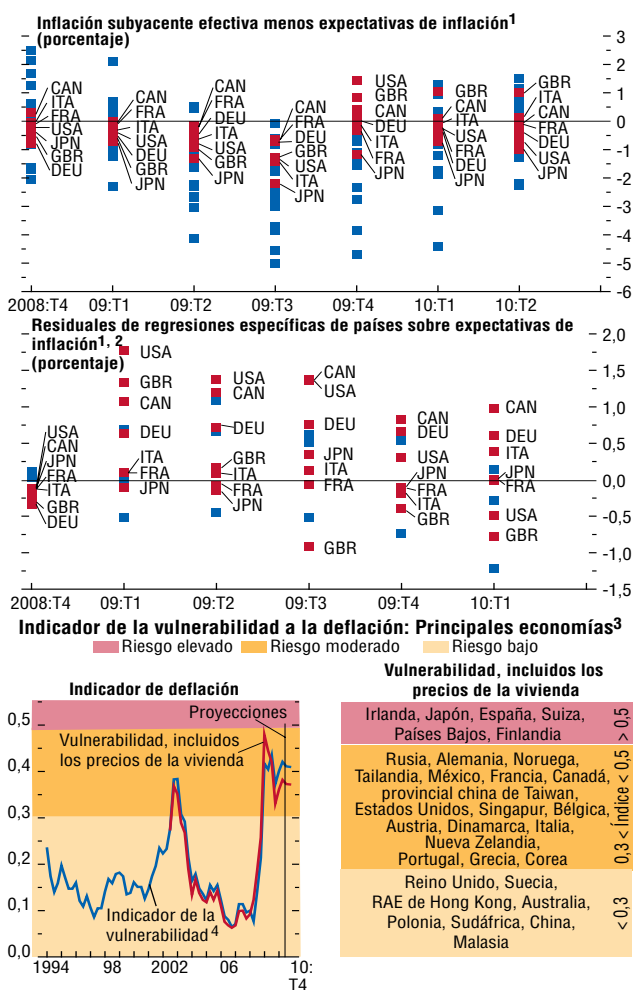 Inflación subyacente efectiva menos expectativas de inflación1
(porcentaje)
3
2
1
0
-1
-2
-3
-4
-5
-6
CAN
ITA
FRA
USA
JPN
GBR
DEU
CAN
FRA
ITA
USA
DEU
GBR
JPN
CAN
FRA
DEU
ITA
USA
GBR
JPN
CAN
FRA
DEU
GBR
USA
ITA
JPN
USA
GBR
CAN
DEU
ITA
FRA
JPN
GBR
CAN
ITA
USA
FRA
DEU
JPN
GBR
ITA
CAN
FRA
DEU
USA
JPN
2008:T4 09:T1 09:T2 09:T3 09:T4 10:T1 10:T2
Residuales de regresiones específicas de países sobre expectativas de
inflación1, 2
(porcentaje)
2,0
1,5
1,0
0,5
0,0
-0,5
-1,0
-1,5
USA
CAN
JPN
FRA
ITA
GBR
DEU
USA
GBR
CAN
DEU
ITA
FRA
JPN
USA
CAN
DEU
GBR
ITA
FRA
JPN
CAN
USA
DEU
JPN
ITA
FRA
GBR
CAN
DEU
USA
JPN
FRA
ITA
GBR
CAN
DEU
ITA
JPN
FRA
USA
GBR
2008:T4 09:T1 09:T2 09:T3 09:T4 10:T1
Indicador de la vulnerabilidad a la deflación: Principales economías3
Riesgo elevado Riesgo moderado Riesgo bajo
Indicador de deflación
Proyecciones
Vulnerabilidad, incluidos
los precios de la vivienda
Indicador de la
vulnerabilidad4
0,5
0,4
0,3
0,2
0,1
0,0
1994 98 2002 06 10:
T4
Vulnerabilidad, incluidos los
precios de la vivienda
Irlanda, Japón, España, Suiza,
Países Bajos, Finlandia
> 0,5
Rusia, Alemania, Noruega,
Tailandia, México, Francia, Canadá,
provincial china de Taiwan,
Estados Unidos, Singapur, Bélgica,
Austria, Dinamarca, Italia,
Nueva Zelandia,
Portugal, Grecia, Corea
0,3 < Índice < 0,5
Reino Unido, Suecia,
RAE de Hong Kong, Australia,
Polonia, Sudáfrica, China,
Malasia
< 0,3